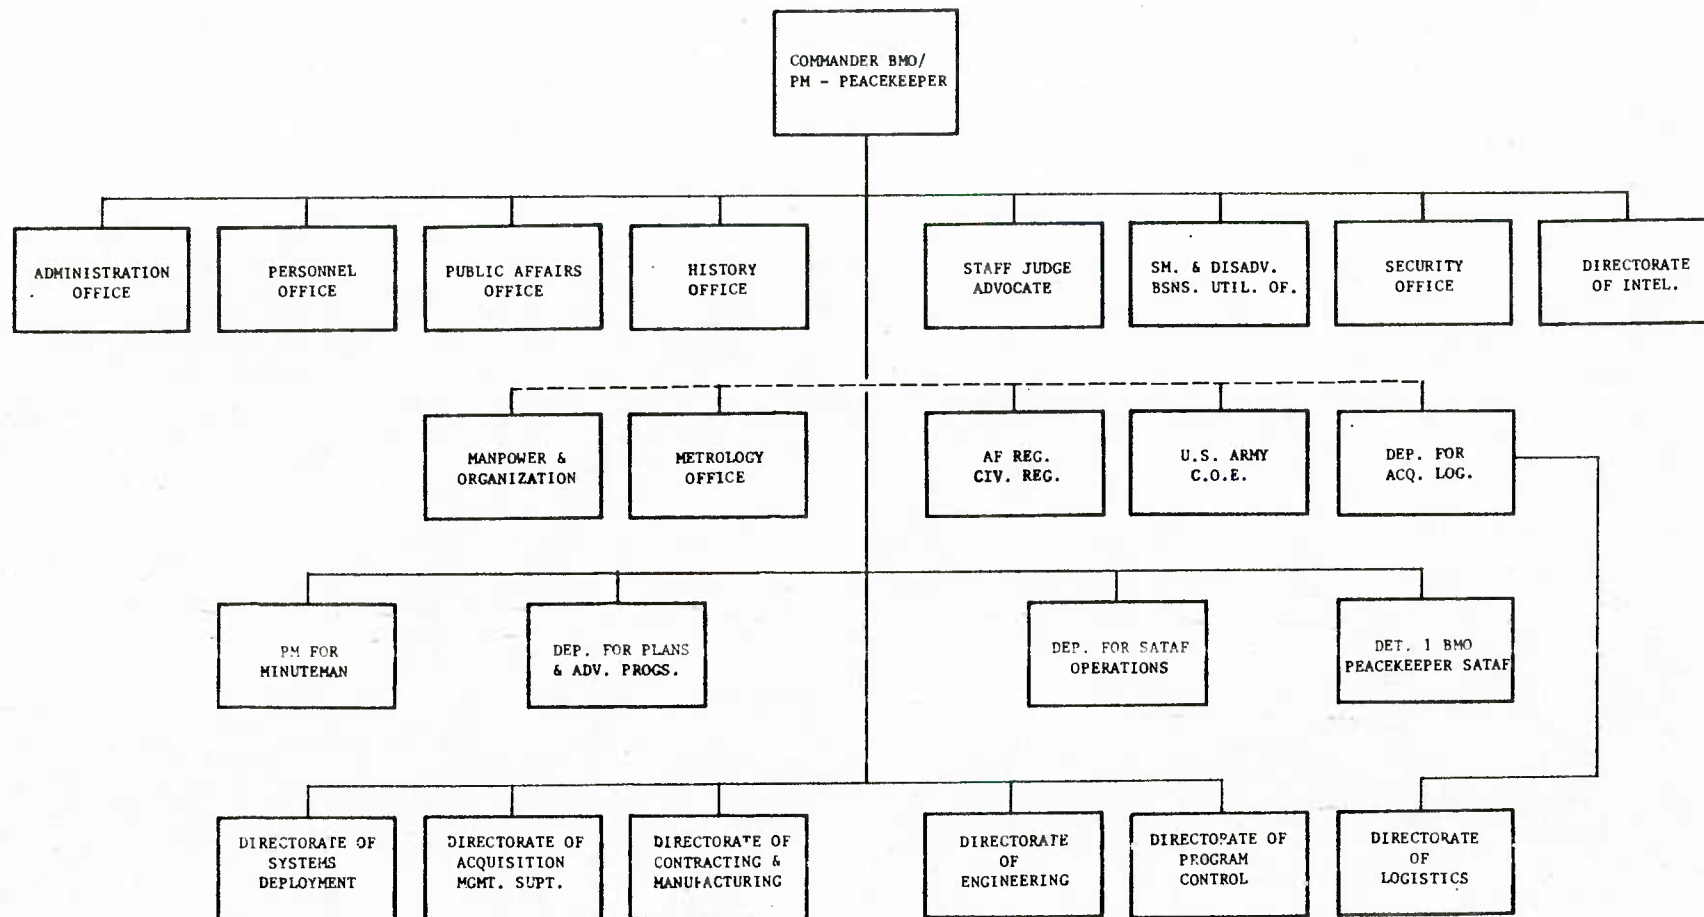 COMMANDER BMO/
PM - PEACEKEEPER
ADMINISTRATION
OFFICE
PERSONNEL
OFFICE
PUBLIC AFFAIRS
OFFICE
HISTORY
OFFICE
STAFF JUDGE
ADVOCATE
SM. & DISADV.
BSNS. UTIL. OF.
SECURITY
OFFICE
DIRECTORATE
OF INTEL.
MANPOWER &
ORGANIZATION
METROLOGY
OFFICE
AF REG.
CIV. REG.
U.S. ARMY
C.O.E.
DEP. FOR
ACQ. LOG.
PM FOR
MINUTEMAN
DEP. FOR PLANS
& ADV. PROGS.
DEP. FOR SATAF
OPERATIONS
DET. 1 BMO
PEACEKEEPER SATAF
DIRECTORATE OF
SYSTEMS
DEPLOYMENT
DIRECTORATE OF
ACQUISITION
MGMT. SUPT.
DIRECTORATE OF
CONTRACTING &
MANUFACTURING
DIRECTORATE
OF
ENGINEERING
DIRECTORATE OF
PROGRAM
CONTROL
DIRECTORATE
OF
LOGISTICS